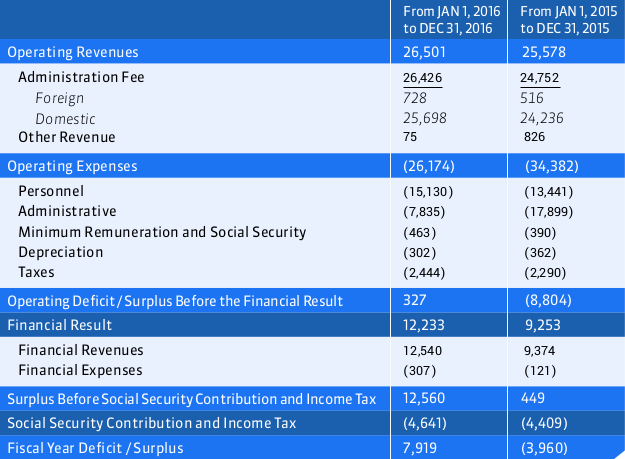 From JAN 1, 2016 From JAN 1, 2015
to DEC 31, 2016 to DEC 31, 2015
Operating Revenues 26,501 25,578
Administration Fee 26,426 24,752
Foreign 728 516
Domestic 25,698 24,236
Other Revenue 75 826
Operating Expenses (26,174) (34,382)
Personnel (15,130) (13,441)
Administrative (7,835) (17,899)
Minimum Remuneration and Social Security (463) (390)
Depreciation (302) (362)
Taxes (2,444) (2,290)
Operating Deficit / Surplus Before the Financial Result 327 (8,804)
Financial Result 12,233 9,253
Financial Revenues 12,540 9,374
Financial Expenses (307) (121)
Surplus Before Social Security Contribution and Income Tax 12,560 449
Social Security Contribution and Income Tax (4,641) (4,409)
Fiscal Year Deficit / Surplus 7,919 (3,960)